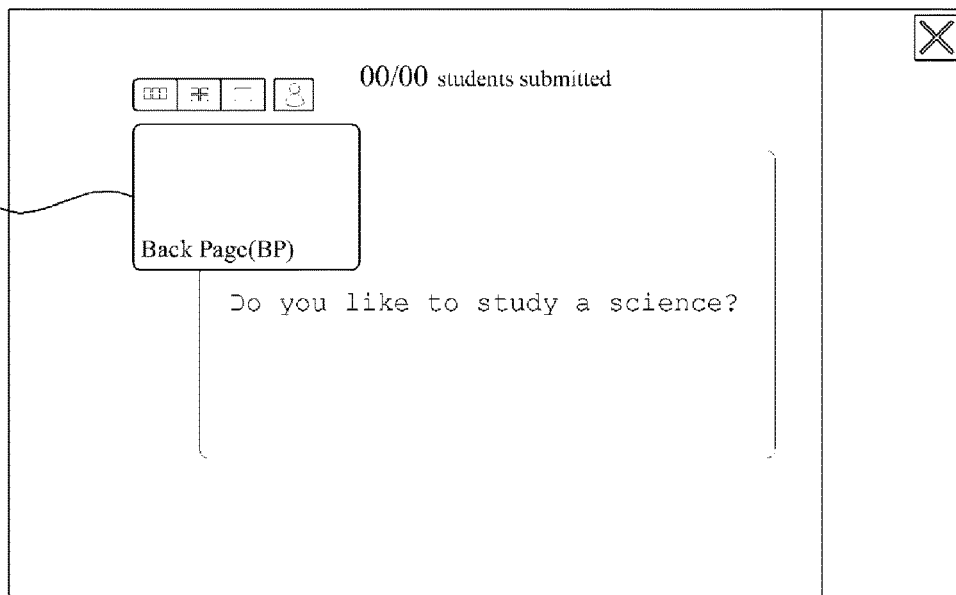 00/00 students submitted
Back Page(BP)
Do you like to study a science?